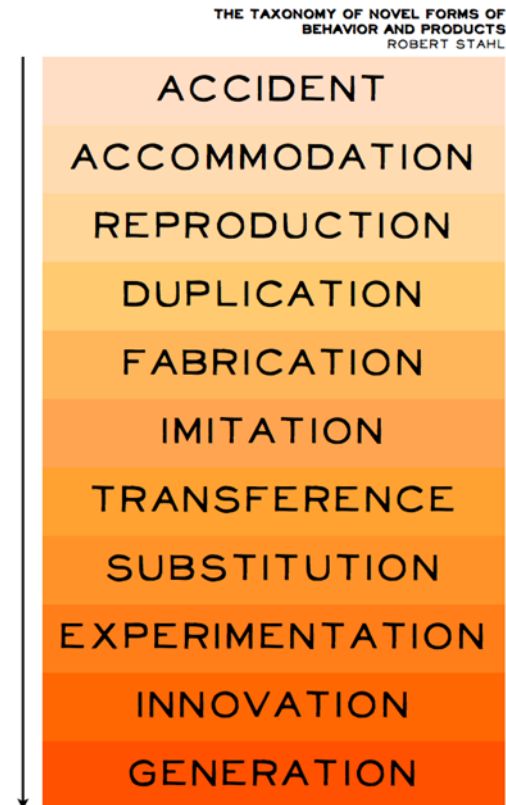 THE TAXONOMY OF NOVEL FORMS OF
BEHAVIOR AND PRODUCTS
ROBERT STAHL
ACCIDENT
ACCOMMODATION
REPRODUCTION
DUPLICATION
FABRICATION
IMITATION
TRANSFERENCE
SUBSTITUTION
EXPERIMENTATION
INNOVATION
GENERATION